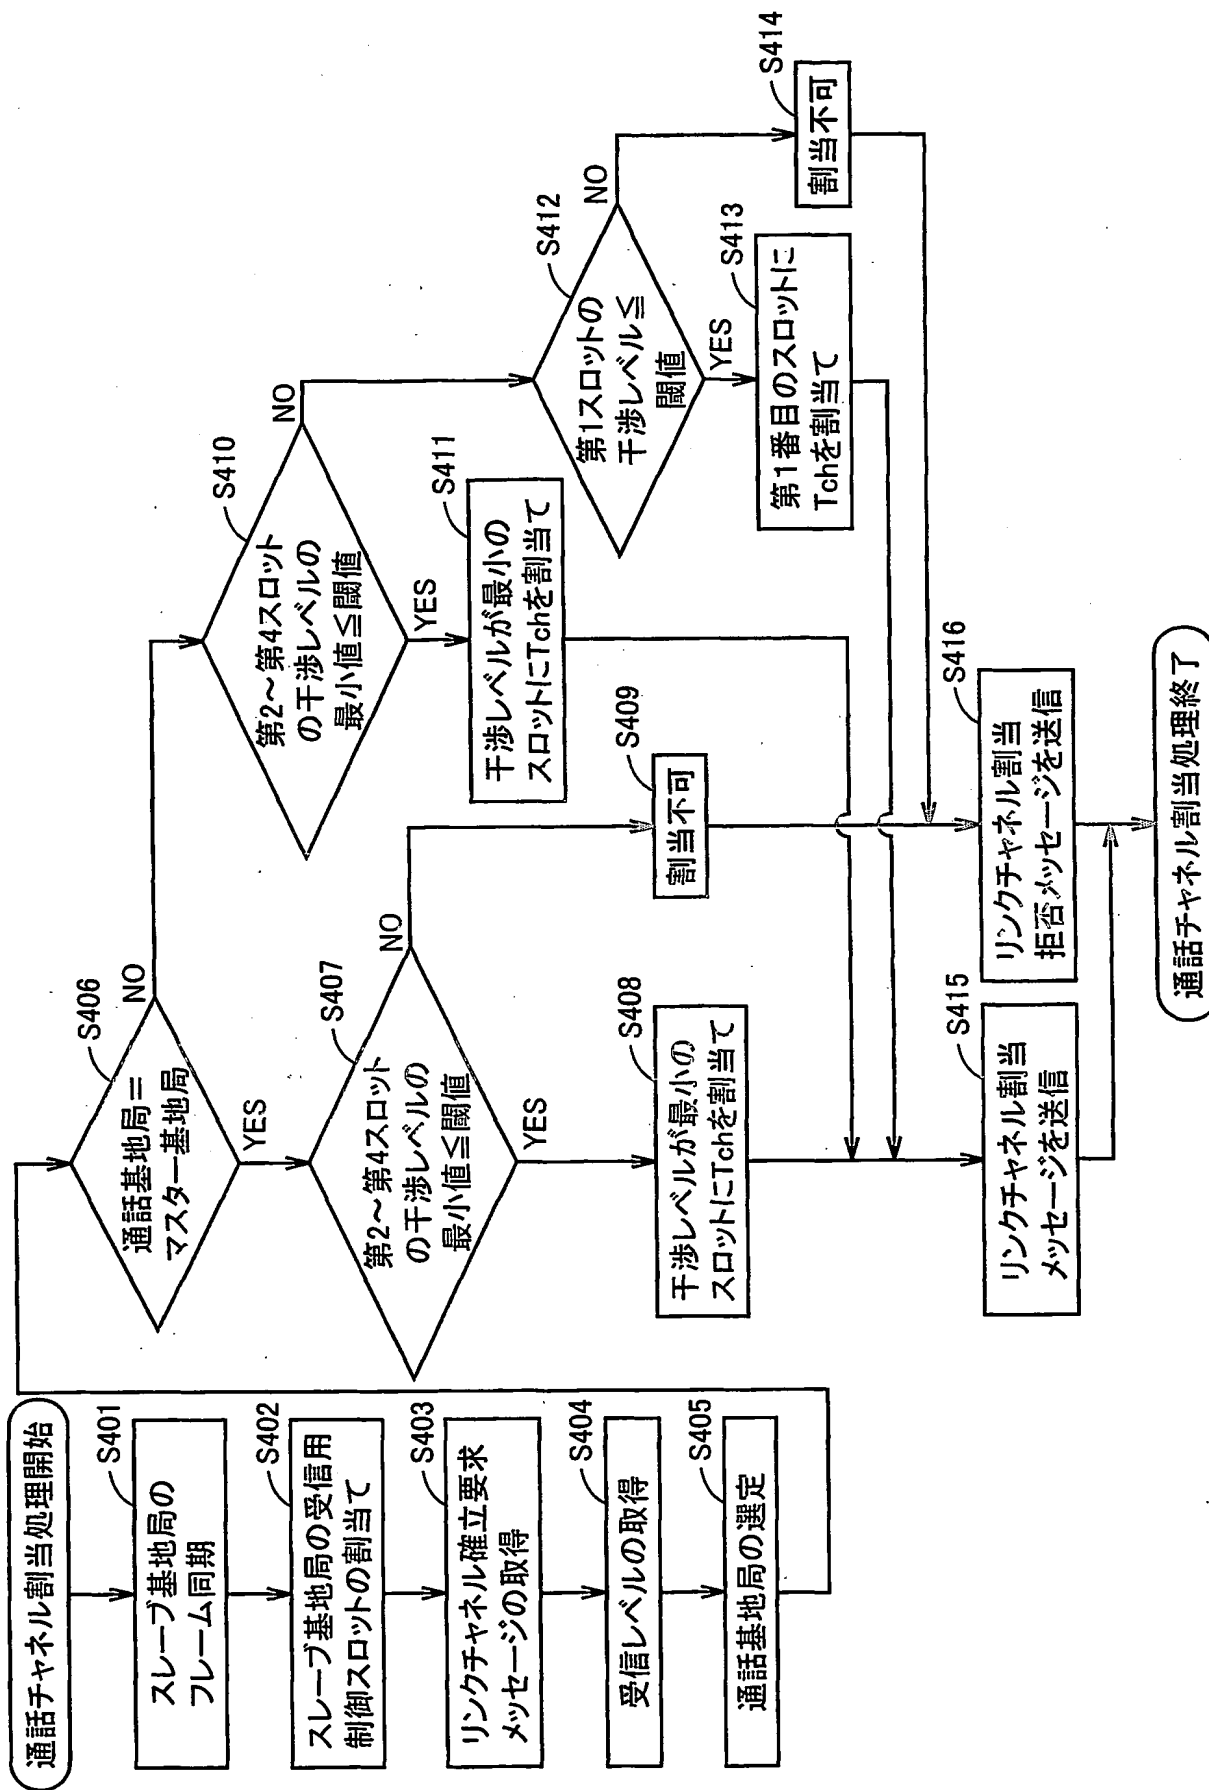 通話チャネル割当処理開始
S401
スレーブ基地局の
フレーム同期
S402
スレーブ基地局の受信用
制御スロットの割当て
S403
リンクチャネル確立要求
メッセージの取得
S404
受信レベルの取得
S405
通話基地局の選定
S406
通話基地局＝
マスター基地局
NO
YES
S407
第2～第4スロット
の干渉レベルの
最小値≦閾値
NO
YES
S408
干渉レベルが最小の
スロットにTchを割当て
S409
割当不可
S410
第2～第4スロット
の干渉レベルの
最小値≦閾値
NO
YES
S411
干渉レベルが最小の
スロットにTchを割当て
S412
第1スロットの
干渉レベル≦
閾値
NO
YES
S413
第1番目のスロットに
Tchを割当て
S414
割当不可
S415
リンクチャネル割当
メッセージを送信
S416
リンクチャネル割当
拒否メッセージを送信
通話チャネル割当処理終了